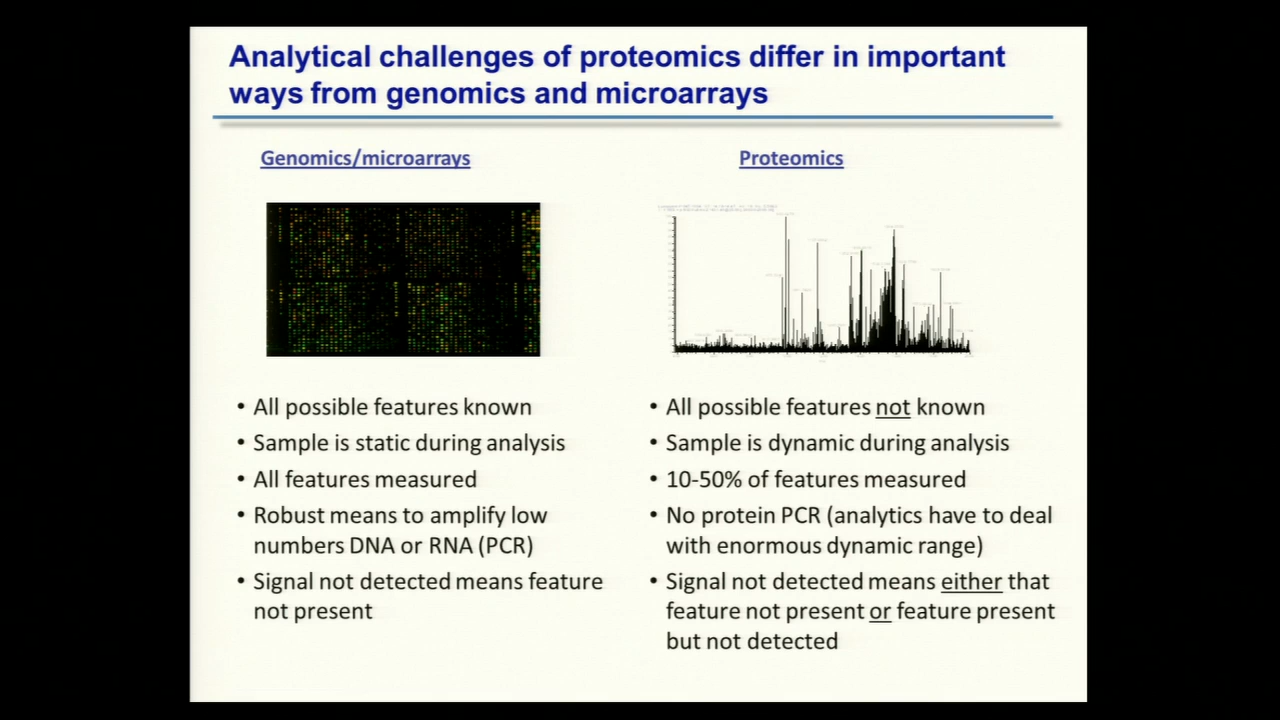 Analytical challenges of proteomics differ in important
ways from genomics and microarrays
Genomics/microarrays
• All possible features known
• Sample is static during analysis
• All features measured
• Robust means to amplify low
numbers DNA or RNA (PCR)
• Signal not detected means feature
not present
Proteomics
• All possible features not known
• Sample is dynamic during analysis
• 10-50% of features measured
• No protein PCR (analytics have to deal
with enormous dynamic range)
• Signal not detected means either that
feature not present or feature present
but not detected